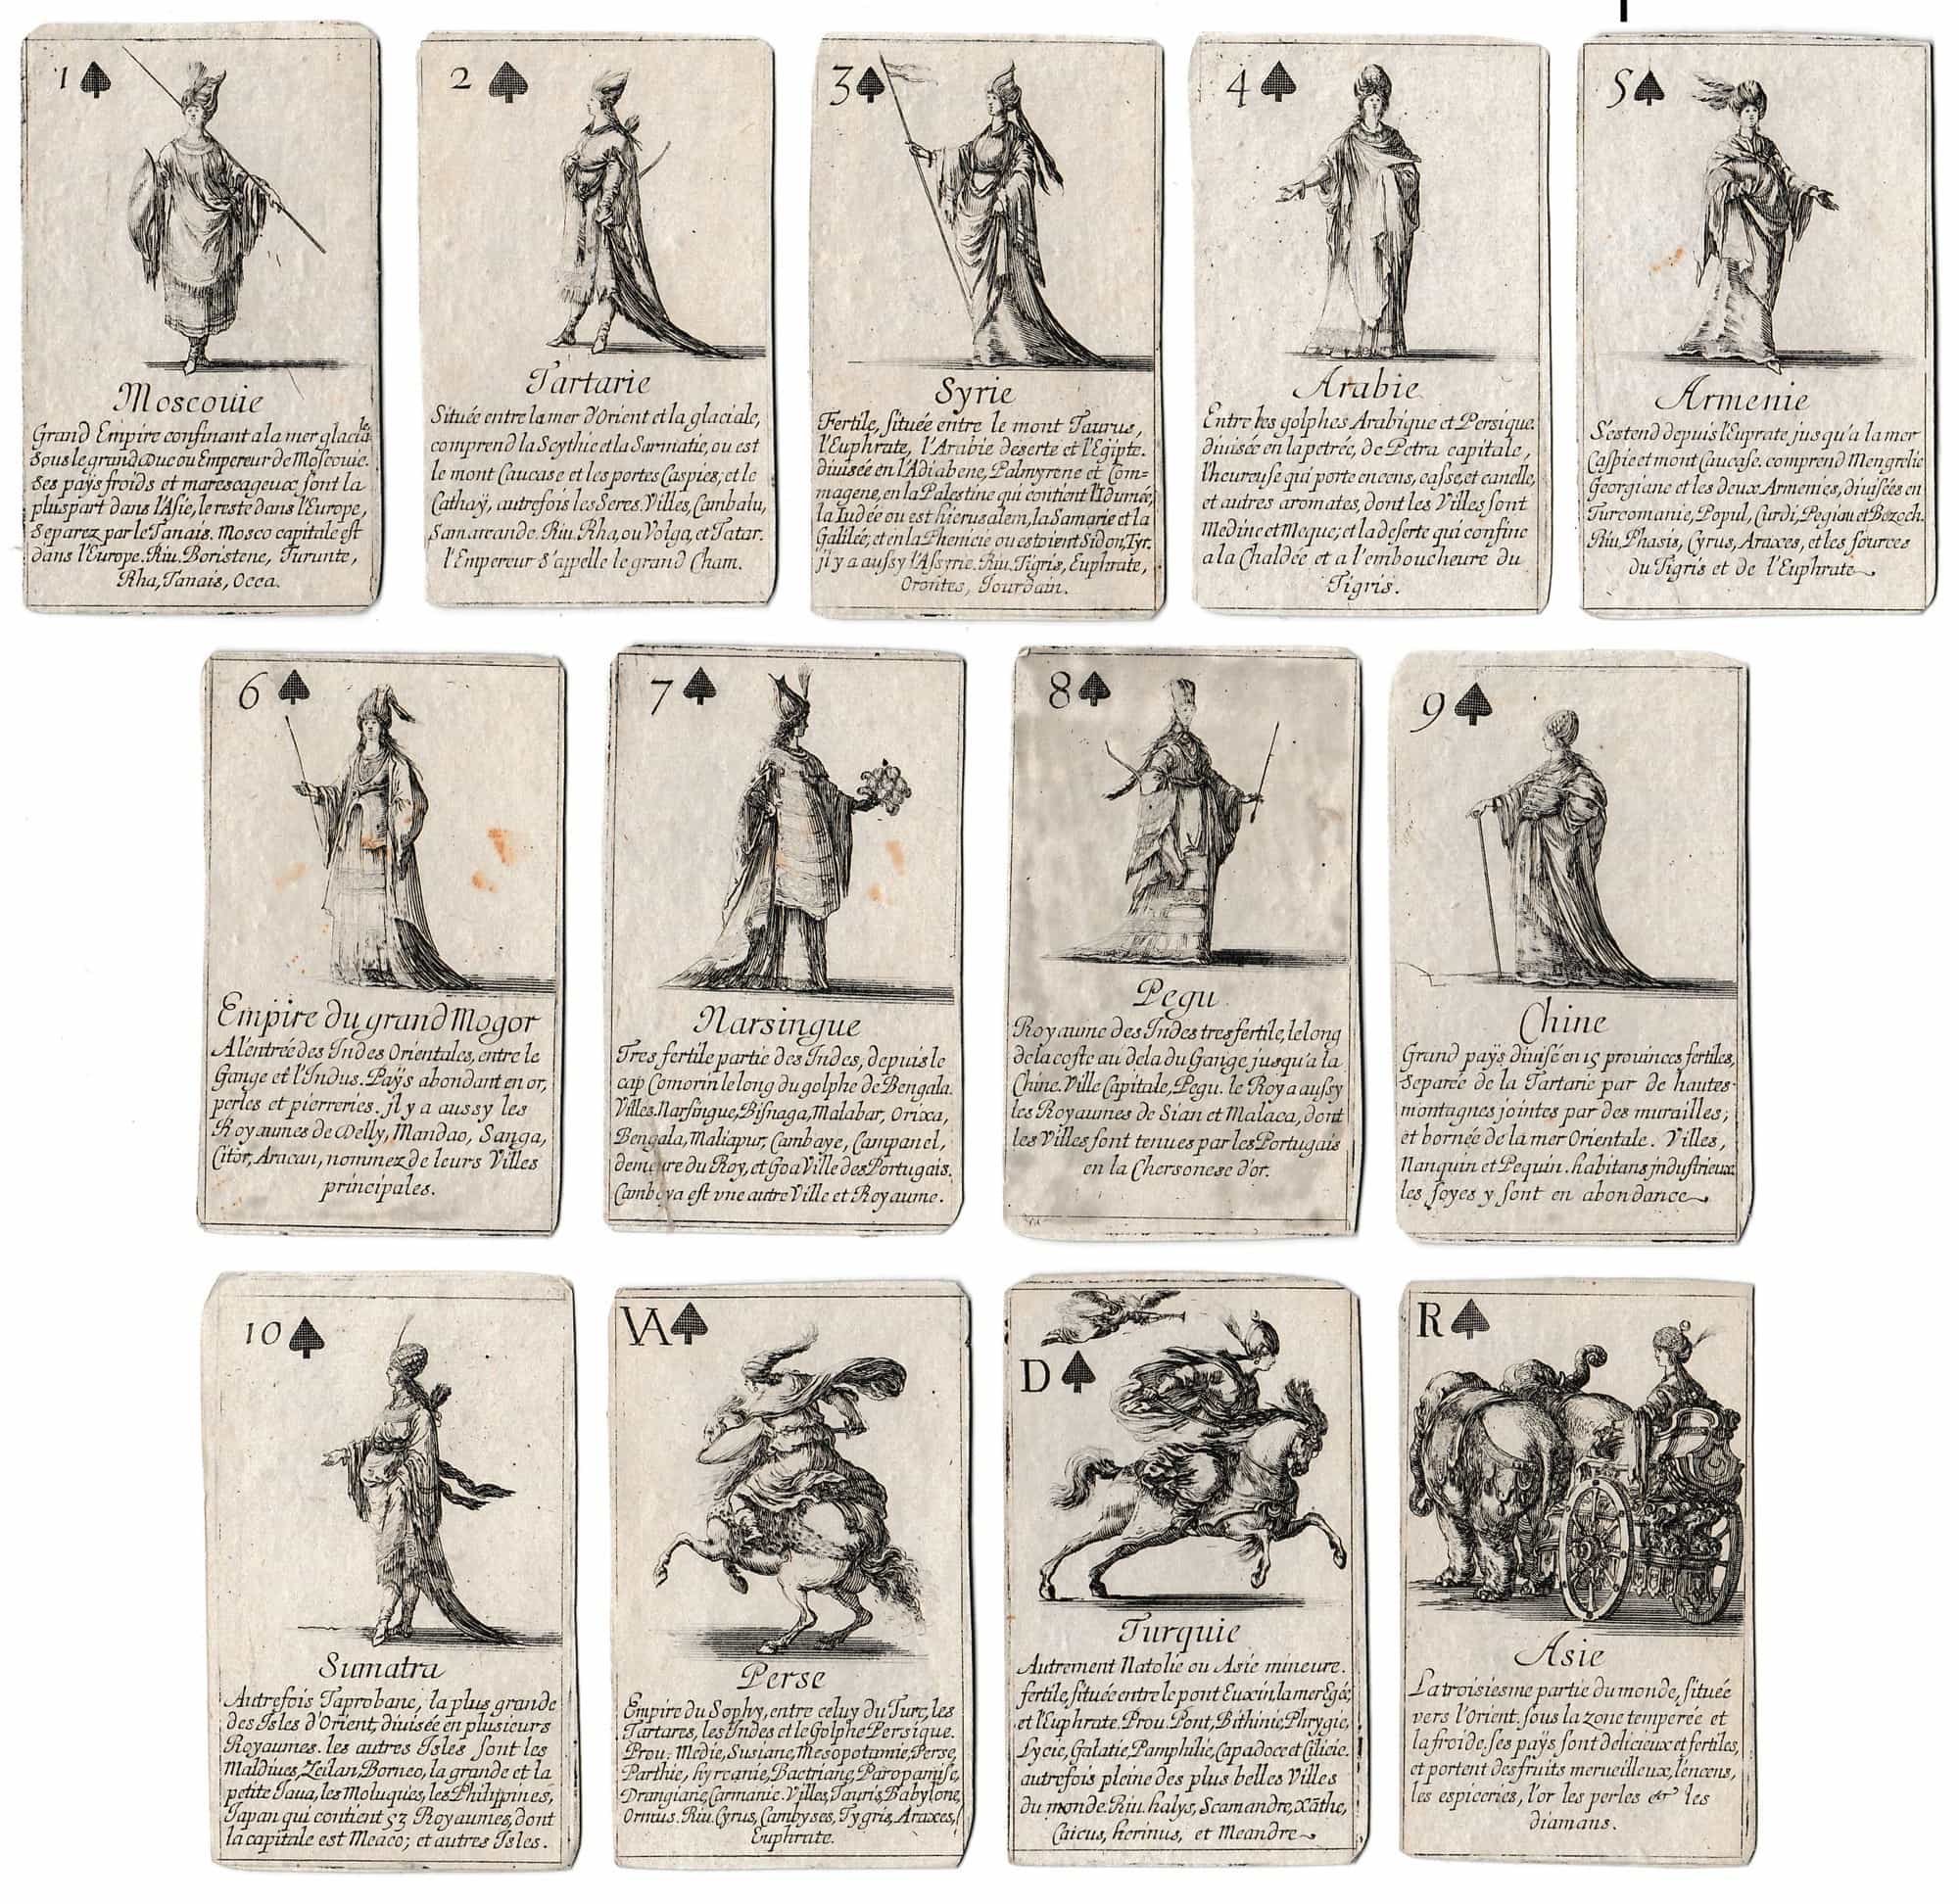 1
Moscouie
Grand Empire confinant a la mer glaciale
sous le grand Duc ou Empereur de Moscouie.
ses paÿs froids et marescageux sont la
pluspart dans l'Asie, le reste dans l'Europe,
separez par le Tanais. Mosco capitale est
dans l'Europe. Riu. Boristene, Turunte,
Rha, Tanais, Occa.
2
Tartarie
Située entre la mer d'Orient et la glaciale,
comprend la Scythie et la Sarmatie, ou est
le mont Caucase et les portes Caspies, et le
Cathaÿ, autrefois les Seres. Villes, Cambalu,
Samarcande. Riu. Rha, ou Volga, et Tatar.
l'Empereur s'appelle le grand Cham.
3
Syrie
Fertile, située entre le mont Taurus,
l'Euphrate, l'Arabie deserte et l'Egipte.
diuisée en l'Adiabene, Palmyrene et Com=
magene, en la Palestine qui contient l'Idumée,
la Iudée ou est hierusalem, la Samarie et la
Galilée; et en la Phenicie ou estoient Sidon, Tyr.
jl y a aussy l'Assyrie. Riu. Tigris, Euphrate,
Orontes, Jourdain.
4
Arabie
Entre les golphes Arabique et Persique.
diuisée en la petrée, de Petra capitale,
l'heureuse qui porte encens, casse, et canelle,
et autres aromates, dont les Villes sont
Medine et Meque; et la deserte qui confine
a la Chaldée et a l'emboucheure du
Tigris.
5
Armenie
S'estend depuis l'Euprate, jusqu'a la mer
Caspie et mont Caucase. comprend Mengrelie
Georgiane et les deux Armenies, diuisées en
Turcomanie, Popul, Curdi, Pegiau et Bezoch.
Riu, Phasis, Cyrus, Araxes, et les sources
du Tigris et de l'Euphrate
6
Empire du grand Mogor
A l'entrée des Indes Orientales, entre le
Gange et l'Indus. Paÿs abondant en or,
perles et pierreries. jl y a aussy les
Royaumes de Delly, Mandao, Sanga,
Citor, Aracan, nommez de leurs Villes
principales.
7
Narsingue
Tres fertile partie des Indes, depuis le
cap Comorin le long du golphe de Bengala.
Villes. Narsingue, Bisnaga, Malabar, Orixa,
Bengala, Maliapur, Cambaye, Campanel,
demeure du Roy, et Goa Ville des Portugais.
Camboya est vne autre Ville et Royaume.
8
Pegu
Royaume des Indes tres fertile, le long
de la coste au dela du Gange, jusqu'a la
Chine. Ville Capitale, Pegu. le Roy a aussy
les Royaumes de Sian et Malaca, dont
les Villes sont tenues par les Portugais
en la Chersonese d'or.
9
Chine
Grand paÿs diuisé en 15 prouinces fertiles,
separée de la Tartarie par de hautes
montagnes jointes par des murailles;
et bornée de la mer Orientale. Villes,
Nanquin et Pequin. habitans jndustrieux.
les soyes y sont en abondance
10
Sumatra
Autrefois Taprobane, la plus grande
des Isles d'Orient, diuisée en plusieurs
Royaumes. les autres Isles sont les
Maldiues, Zeilan, Borneo, la grande et la
petite Iaua, les Moluques, les Philippines,
Japan qui contient 53 Royaumes, dont
la capitale est Meaco; et autres Isles.
VA
Perse
Empire du Sophy, entre celuy du Turc, les
Tartares, les Indes et le Golphe Persique.
Prou. Medie, Susiane, Mesopotamie, Perse,
Parthie, hyrcanie, Bactriane, Paropanise,
Drangiane, Carmanie. Villes, Tauris, Babylone,
Ormus. Riu. Cyrus, Cambyses, Tygris, Araxes,
Euphrate.
D
Turquie
Autrement Natolie ou Asie mineure.
fertile, située entre le pont Euxin, la mer Egée,
et l'Euphrate. Prou. Pont, Bithinie, Phrygie,
Lycie, Galatie, Pamphilie, Capadoce et Cilicie.
autrefois pleine des plus belles Villes
du monde. Riu. halys, Scamandre, Xãthe,
Caicus, herinus, et Meandre
R
Asie
La troisiesme partie du monde, située
vers l'Orient. sous la zone temperée et
la froide. ses paÿs sont delicieux et fertiles,
et portent des fruits merueilleux, l'encens,
les espiceries, l'or les perles & les
diamans.